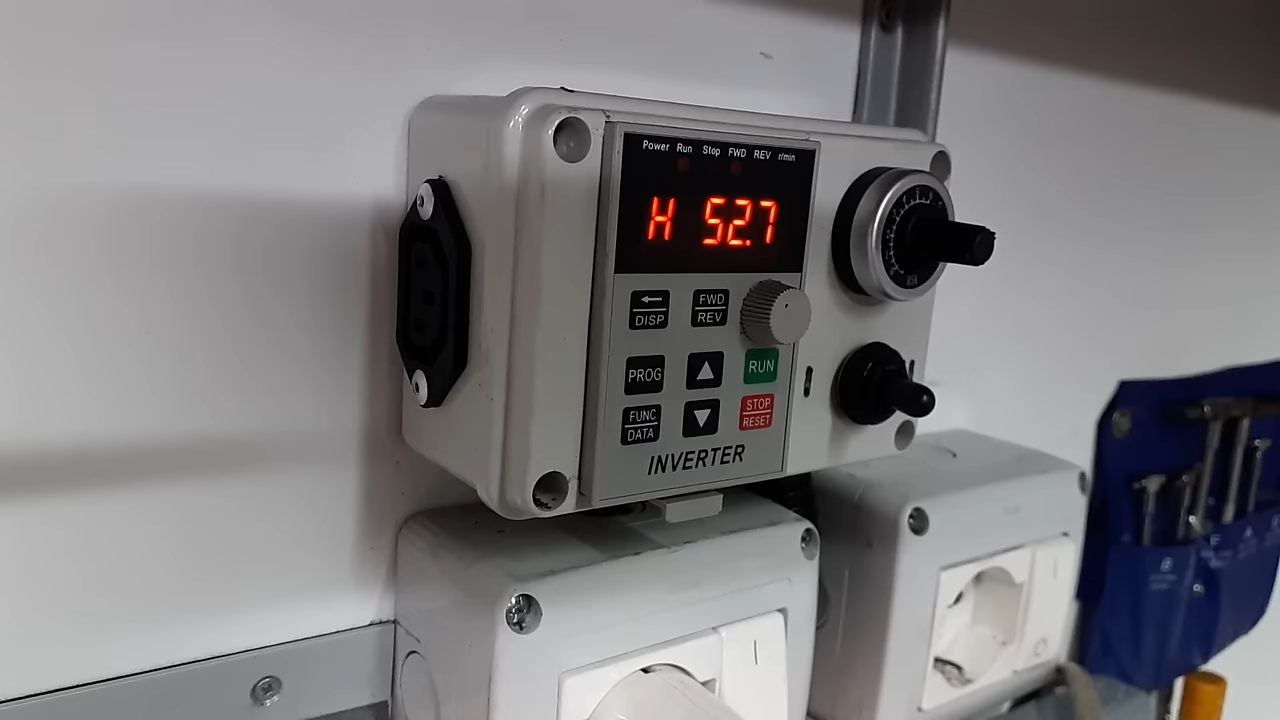 Power Run Stop FWD REV r/min
H 52.7
← DISP
FWD REV
PROG
RUN
FUNC DATA
STOP RESET
INVERTER